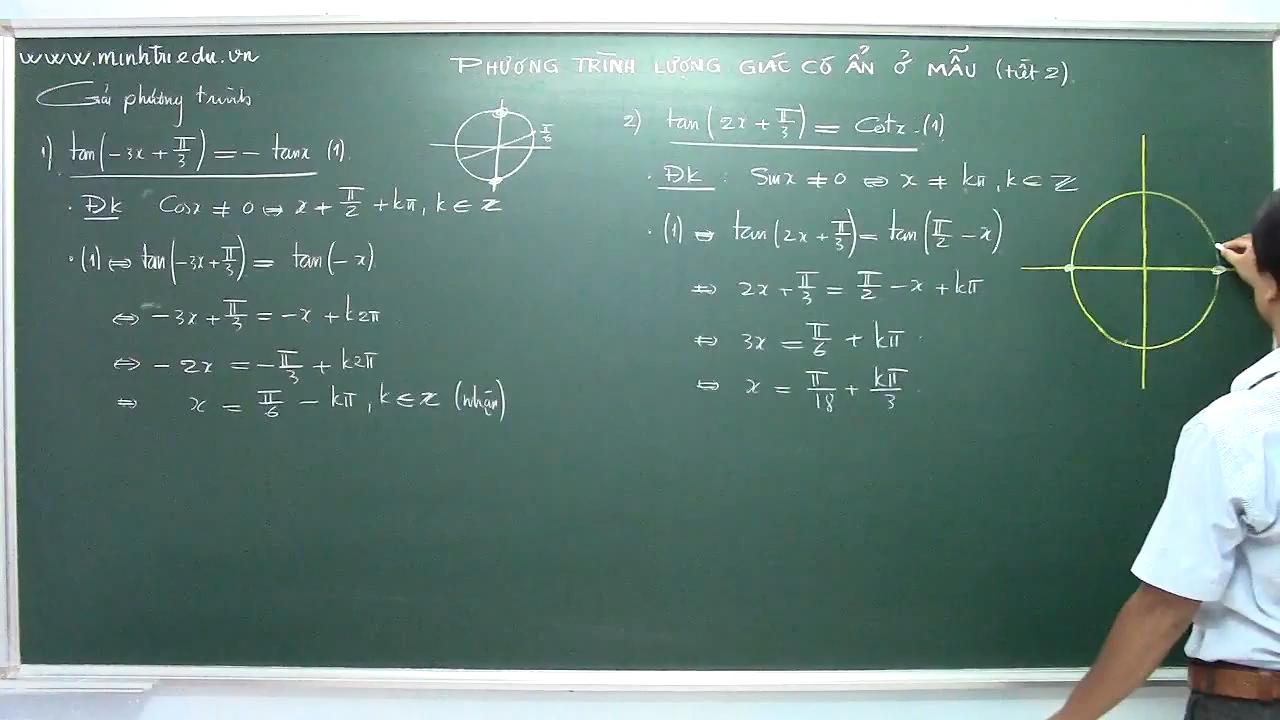 www.minhtriedu.vn
PHƯƠNG TRÌNH LƯỢNG GIÁC CÓ ẨN Ở MẪU (tiết 2)
Giải phương trình
1) tan(-3x + π/3) = - tanx (1).
π/6
. ĐK Cosx ≠ 0 ⇔ x ≠ π/2 + kπ, k ∈ Z
. (1) ⇔ tan(-3x + π/3) = tan(-x)
⇔ -3x + π/3 = -x + k2π
⇔ -2x = -π/3 + k2π
⇔ x = π/6 - kπ, k ∈ Z (nhận)
2) tan(2x + π/3) = Cotx. (1)
. ĐK : Sinx ≠ 0 ⇔ x ≠ kπ, k ∈ Z
. (1) ⇔ tan(2x + π/3) = tan(π/2 - x)
⇔ 2x + π/3 = π/2 - x + kπ
⇔ 3x = π/6 + kπ
⇔ x = π/18 + kπ/3